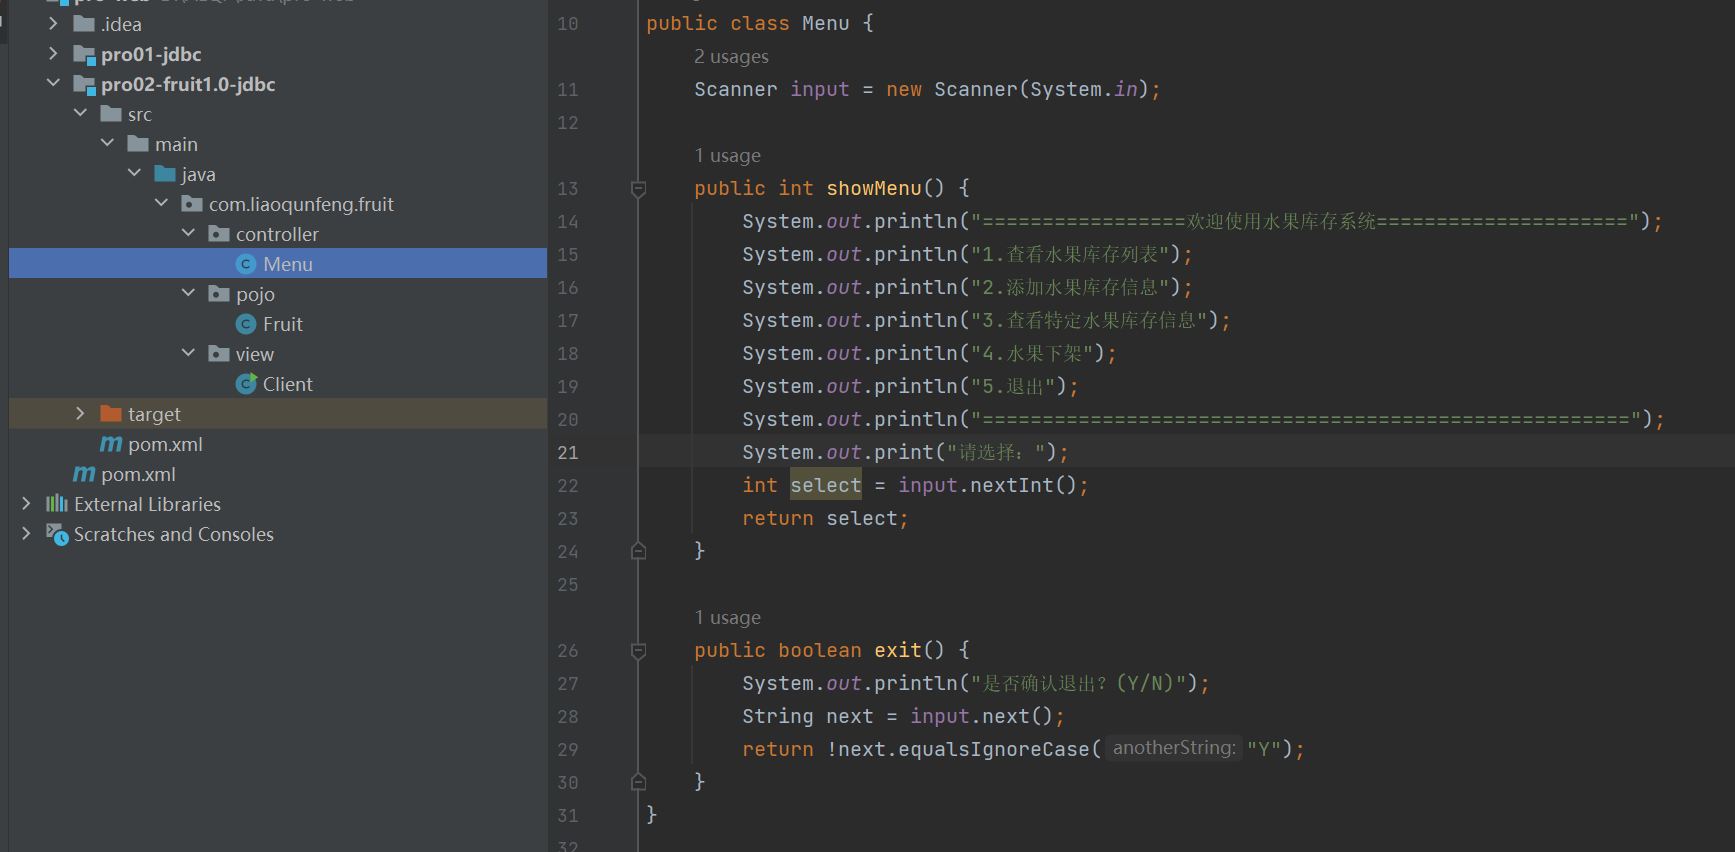 .idea
pro01-jdbc
pro02-fruit1.0-jdbc
src
main
java
com.liaoqunfeng.fruit
controller
Menu
pojo
Fruit
view
Client
target
pom.xml
pom.xml
External Libraries
Scratches and Consoles
10 public class Menu {
2 usages
11 Scanner input = new Scanner(System.in);
12
1 usage
13 public int showMenu() {
14 System.out.println("=================欢迎使用水果库存系统=====================");
15 System.out.println("1.查看水果库存列表");
16 System.out.println("2.添加水果库存信息");
17 System.out.println("3.查看特定水果库存信息");
18 System.out.println("4.水果下架");
19 System.out.println("5.退出");
20 System.out.println("======================================================");
21 System.out.print("请选择：");
22 int select = input.nextInt();
23 return select;
24 }
25
1 usage
26 public boolean exit() {
27 System.out.println("是否确认退出？(Y/N)");
28 String next = input.next();
29 return !next.equalsIgnoreCase( anotherString: "Y");
30 }
31 }
32